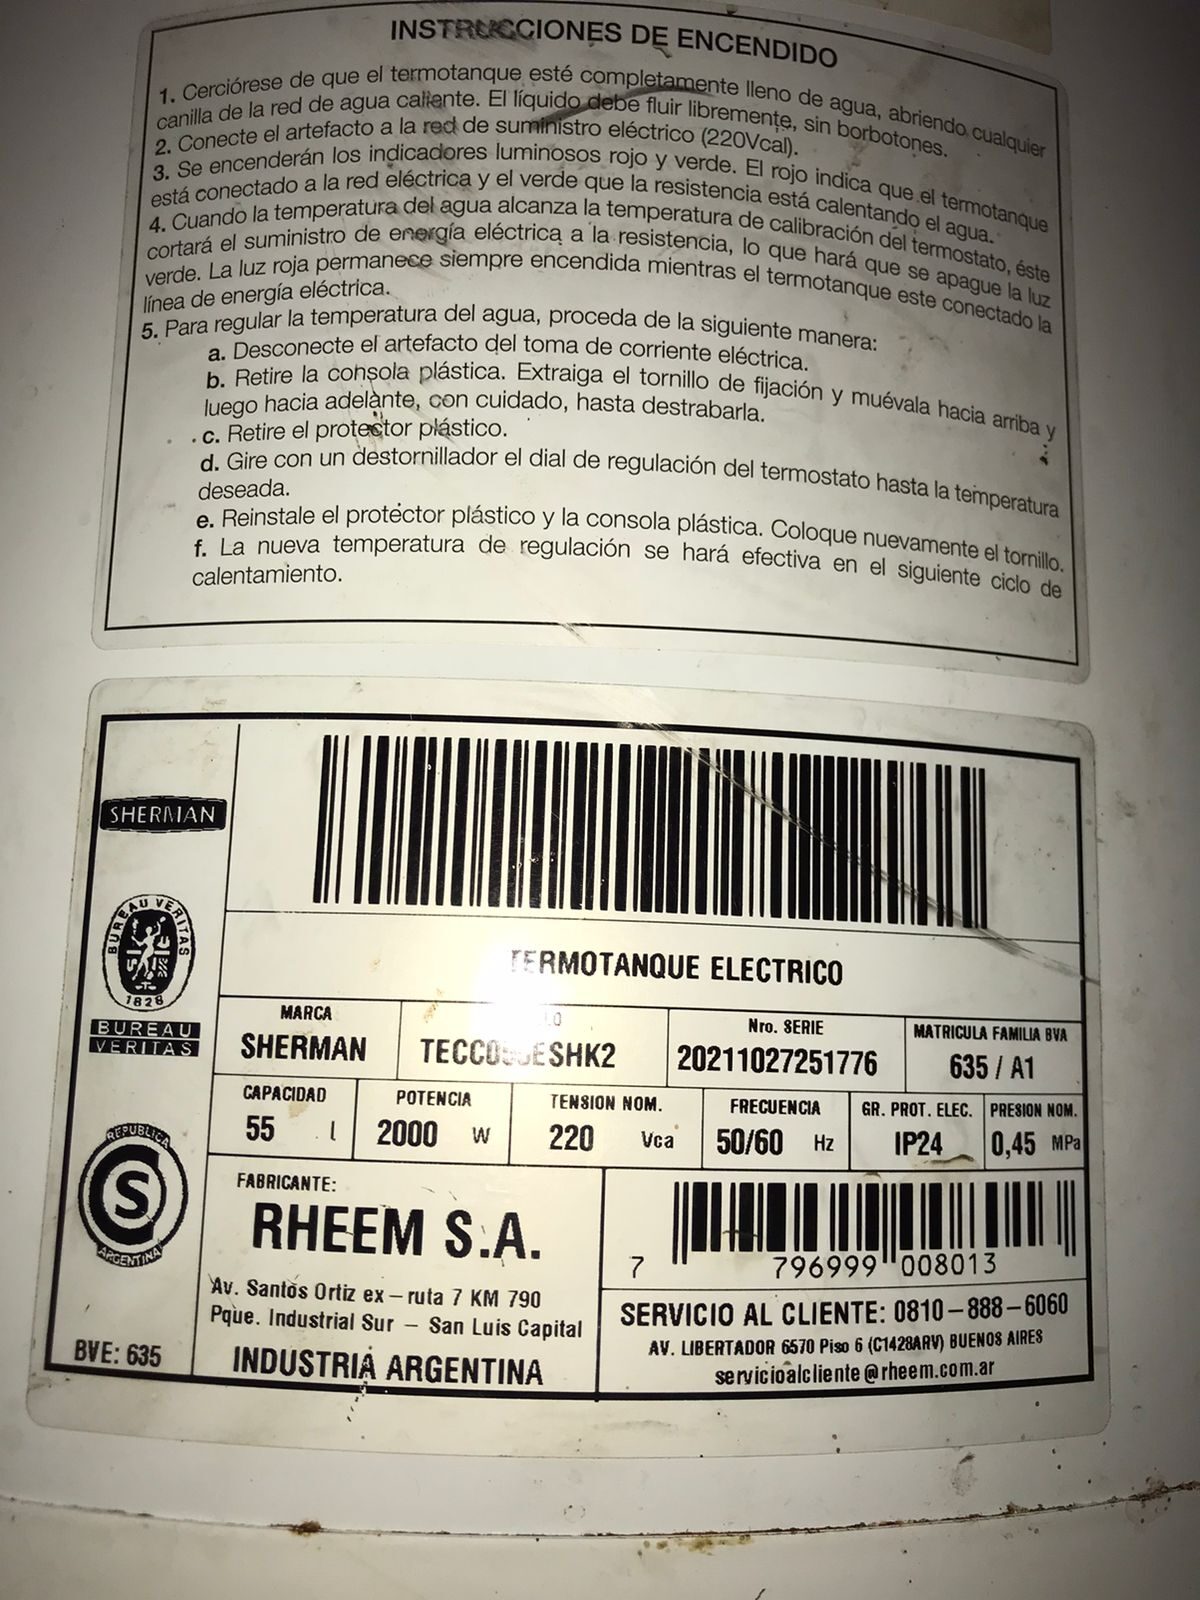 INSTRUCCIONES DE ENCENDIDO
1. Cerciórese de que el termotanque esté completamente lleno de agua, abriendo cualquier
canilla de la red de agua caliente. El líquido debe fluir libremente, sin borbotones.
2. Conecte el artefacto a la red de suministro eléctrico (220Vcal).
3. Se encenderán los indicadores luminosos rojo y verde. El rojo indica que el termotanque
está conectado a la red eléctrica y el verde que la resistencia está calentando el agua.
4. Cuando la temperatura del agua alcanza la temperatura de calibración del termostato, éste
cortará el suministro de energía eléctrica a la resistencia, lo que hará que se apague la luz
verde. La luz roja permanece siempre encendida mientras el termotanque este conectado la
línea de energía eléctrica.
5. Para regular la temperatura del agua, proceda de la siguiente manera:
a. Desconecte el artefacto del toma de corriente eléctrica.
b. Retire la consola plástica. Extraiga el tornillo de fijación y muévala hacia arriba y
luego hacia adelante, con cuidado, hasta destrabarla.
c. Retire el protector plástico.
d. Gire con un destornillador el dial de regulación del termostato hasta la temperatura
deseada.
e. Reinstale el protector plástico y la consola plástica. Coloque nuevamente el tornillo.
f. La nueva temperatura de regulación se hará efectiva en el siguiente ciclo de
calentamiento.
SHERMAN
BUREAU VERITAS
1828
BUREAU
VERITAS
REPUBLICA
S
ARGENTINA
BVE: 635
TERMOTANQUE ELECTRICO
MARCA
SHERMAN
Nro. SERIE
20211027251776
MATRICULA FAMILIA BVA
635 / A1
CAPACIDAD
55 l
POTENCIA
2000 W
TENSION NOM.
220 Vca
FRECUENCIA
50/60 Hz
GR. PROT. ELEC.
IP24
PRESION NOM.
0,45 MPa
FABRICANTE:
RHEEM S.A.
Av. Santos Ortiz ex – ruta 7 KM 790
Pque. Industrial Sur – San Luis Capital
INDUSTRIA ARGENTINA
7 796999 008013
SERVICIO AL CLIENTE: 0810-888-6060
AV. LIBERTADOR 6570 Piso 6 (C1428ARV) BUENOS AIRES
servicioalcliente@rheem.com.ar